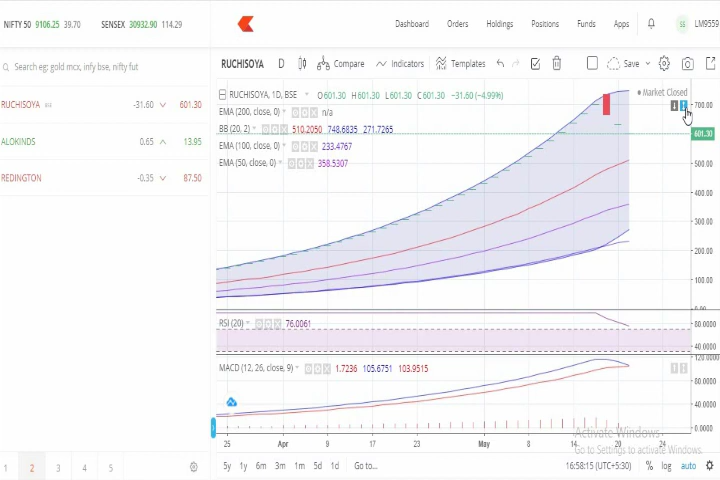 NIFTY 50 9106.25 39.70 SENSEX 30932.90 114.29
Dashboard Orders Holdings Positions Funds Apps SS LM9559
Search eg: gold mcx, infy bse, nifty fut
RUCHISOYA BSE -31.60 601.30
ALOKINDS 0.65 13.95
REDINGTON -0.35 87.50
1 2 3 4 5
RUCHISOYA D Compare Indicators Templates Save
RUCHISOYA, 1D, BSE O601.30 H601.30 L601.30 C601.30 −31.60 (−4.99%)
Market Closed
EMA (200, close, 0) n/a
BB (20, 2) 510.2050 748.6835 271.7265
EMA (100, close, 0) 233.4767
EMA (50, close, 0) 358.5307
700.00
601.30
500.00
400.00
300.00
200.00
100.00
0.00
RSI (20) 76.0061
80.0000
40.0000
MACD (12, 26, close, 9) 1.7236 105.6751 103.9515
120.0000
80.0000
40.0000
0.0000
25 Apr 9 17 23 May 8 14 20 24
Activate Windows
Go to Settings to activate Windows.
5y 1y 6m 3m 1m 5d 1d Go to... 16:58:15 (UTC+5:30) % log auto